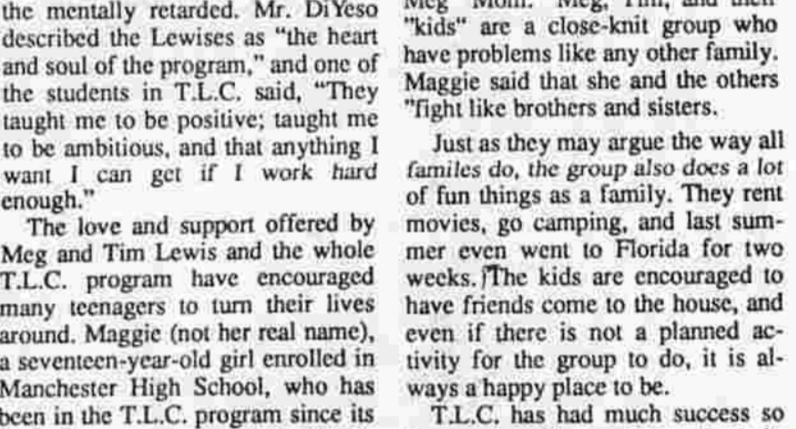 the mentally retarded. Mr. DiYeso
described the Lewises as "the heart
and soul of the program," and one of
the students in T.L.C. said, "They
taught me to be positive; taught me
to be ambitious, and that anything I
want I can get if I work hard
enough."
The love and support offered by
Meg and Tim Lewis and the whole
T.L.C. program have encouraged
many teenagers to turn their lives
around. Maggie (not her real name),
a seventeen-year-old girl enrolled in
Manchester High School, who has
been in the T.L.C. program since its
Meg "Mom." Meg, Tim, and their
"kids" are a close-knit group who
have problems like any other family.
Maggie said that she and the others
"fight like brothers and sisters.
Just as they may argue the way all
familes do, the group also does a lot
of fun things as a family. They rent
movies, go camping, and last sum-
mer even went to Florida for two
weeks. The kids are encouraged to
have friends come to the house, and
even if there is not a planned ac-
tivity for the group to do, it is al-
ways a happy place to be.
T.L.C. has had much success so